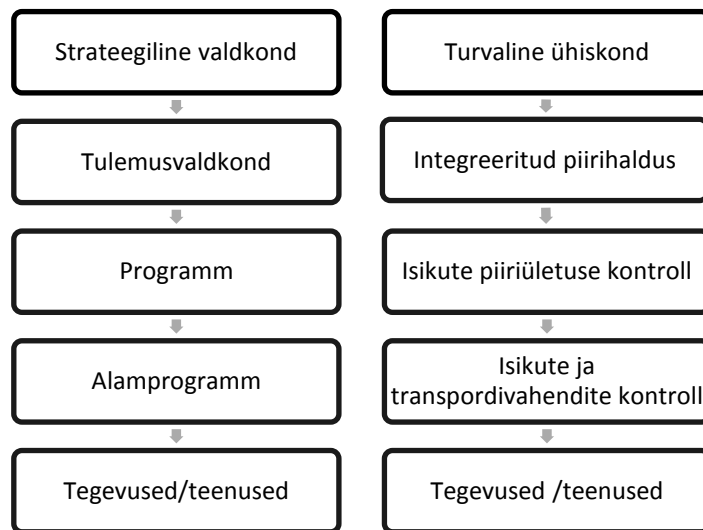 Strateegiline valdkond
Tulemusvaldkond
Programm
Alamprogramm
Tegevused/teenused
Turvaline ühiskond
Integreeritud piirihaldus
Isikute piiriületuse kontroll
Isikute ja
transpordivahendite kontroll
Tegevused /teenused